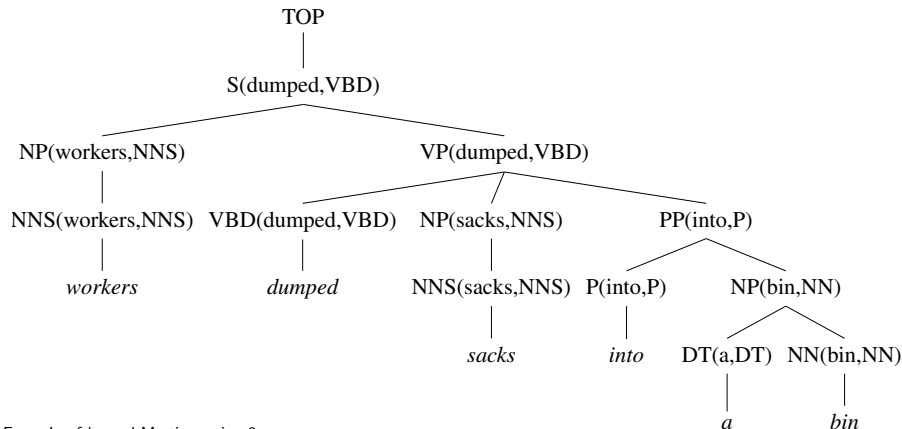 TOP
S(dumped,VBD)
NP(workers,NNS) VP(dumped,VBD)
NNS(workers,NNS) VBD(dumped,VBD) NP(sacks,NNS) PP(into,P)
workers dumped NNS(sacks,NNS) P(into,P) NP(bin,NN)
sacks into DT(a,DT) NN(bin,NN)
a bin